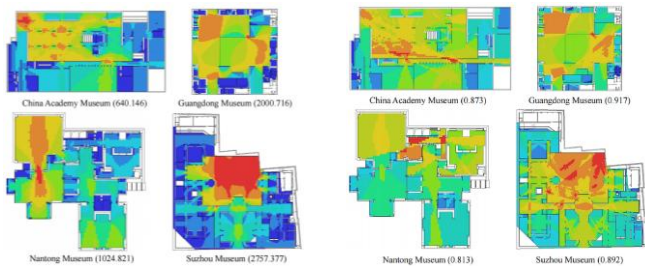 China Academy Museum (640.146)
Guangdong Museum (2000.716)
China Academy Museum (0.873)
Guangdong Museum (0.917)
Nantong Museum (1024.821)
Suzhou Museum (2757.377)
Nantong Museum (0.813)
Suzhou Museum (0.892)